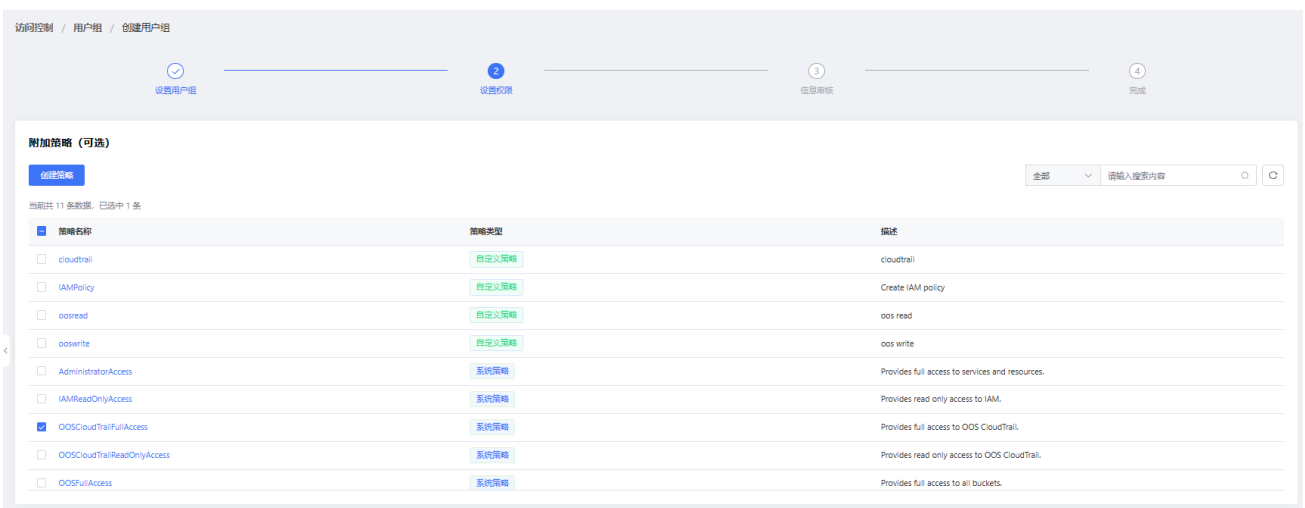 访问控制 / 用户组 / 创建用户组
2 3 4
设置用户组 设置权限 信息审核 完成
附加策略（可选）
创建策略 全部 请输入搜索内容
当前共 11 条数据，已选中 1 条
策略名称 策略类型 描述
cloudtrail 自定义策略 cloudtrail
IAMPolicy 自定义策略 Create IAM policy
oosread 自定义策略 oos read
ooswrite 自定义策略 oos write
AdministratorAccess 系统策略 Provides full access to services and resources.
IAMReadOnlyAccess 系统策略 Provides read only access to IAM.
OOSCloudTrailFullAccess 系统策略 Provides full access to OOS CloudTrail.
OOSCloudTrailReadOnlyAccess 系统策略 Provides read only access to OOS CloudTrail.
OOSFullAccess 系统策略 Provides full access to all buckets.